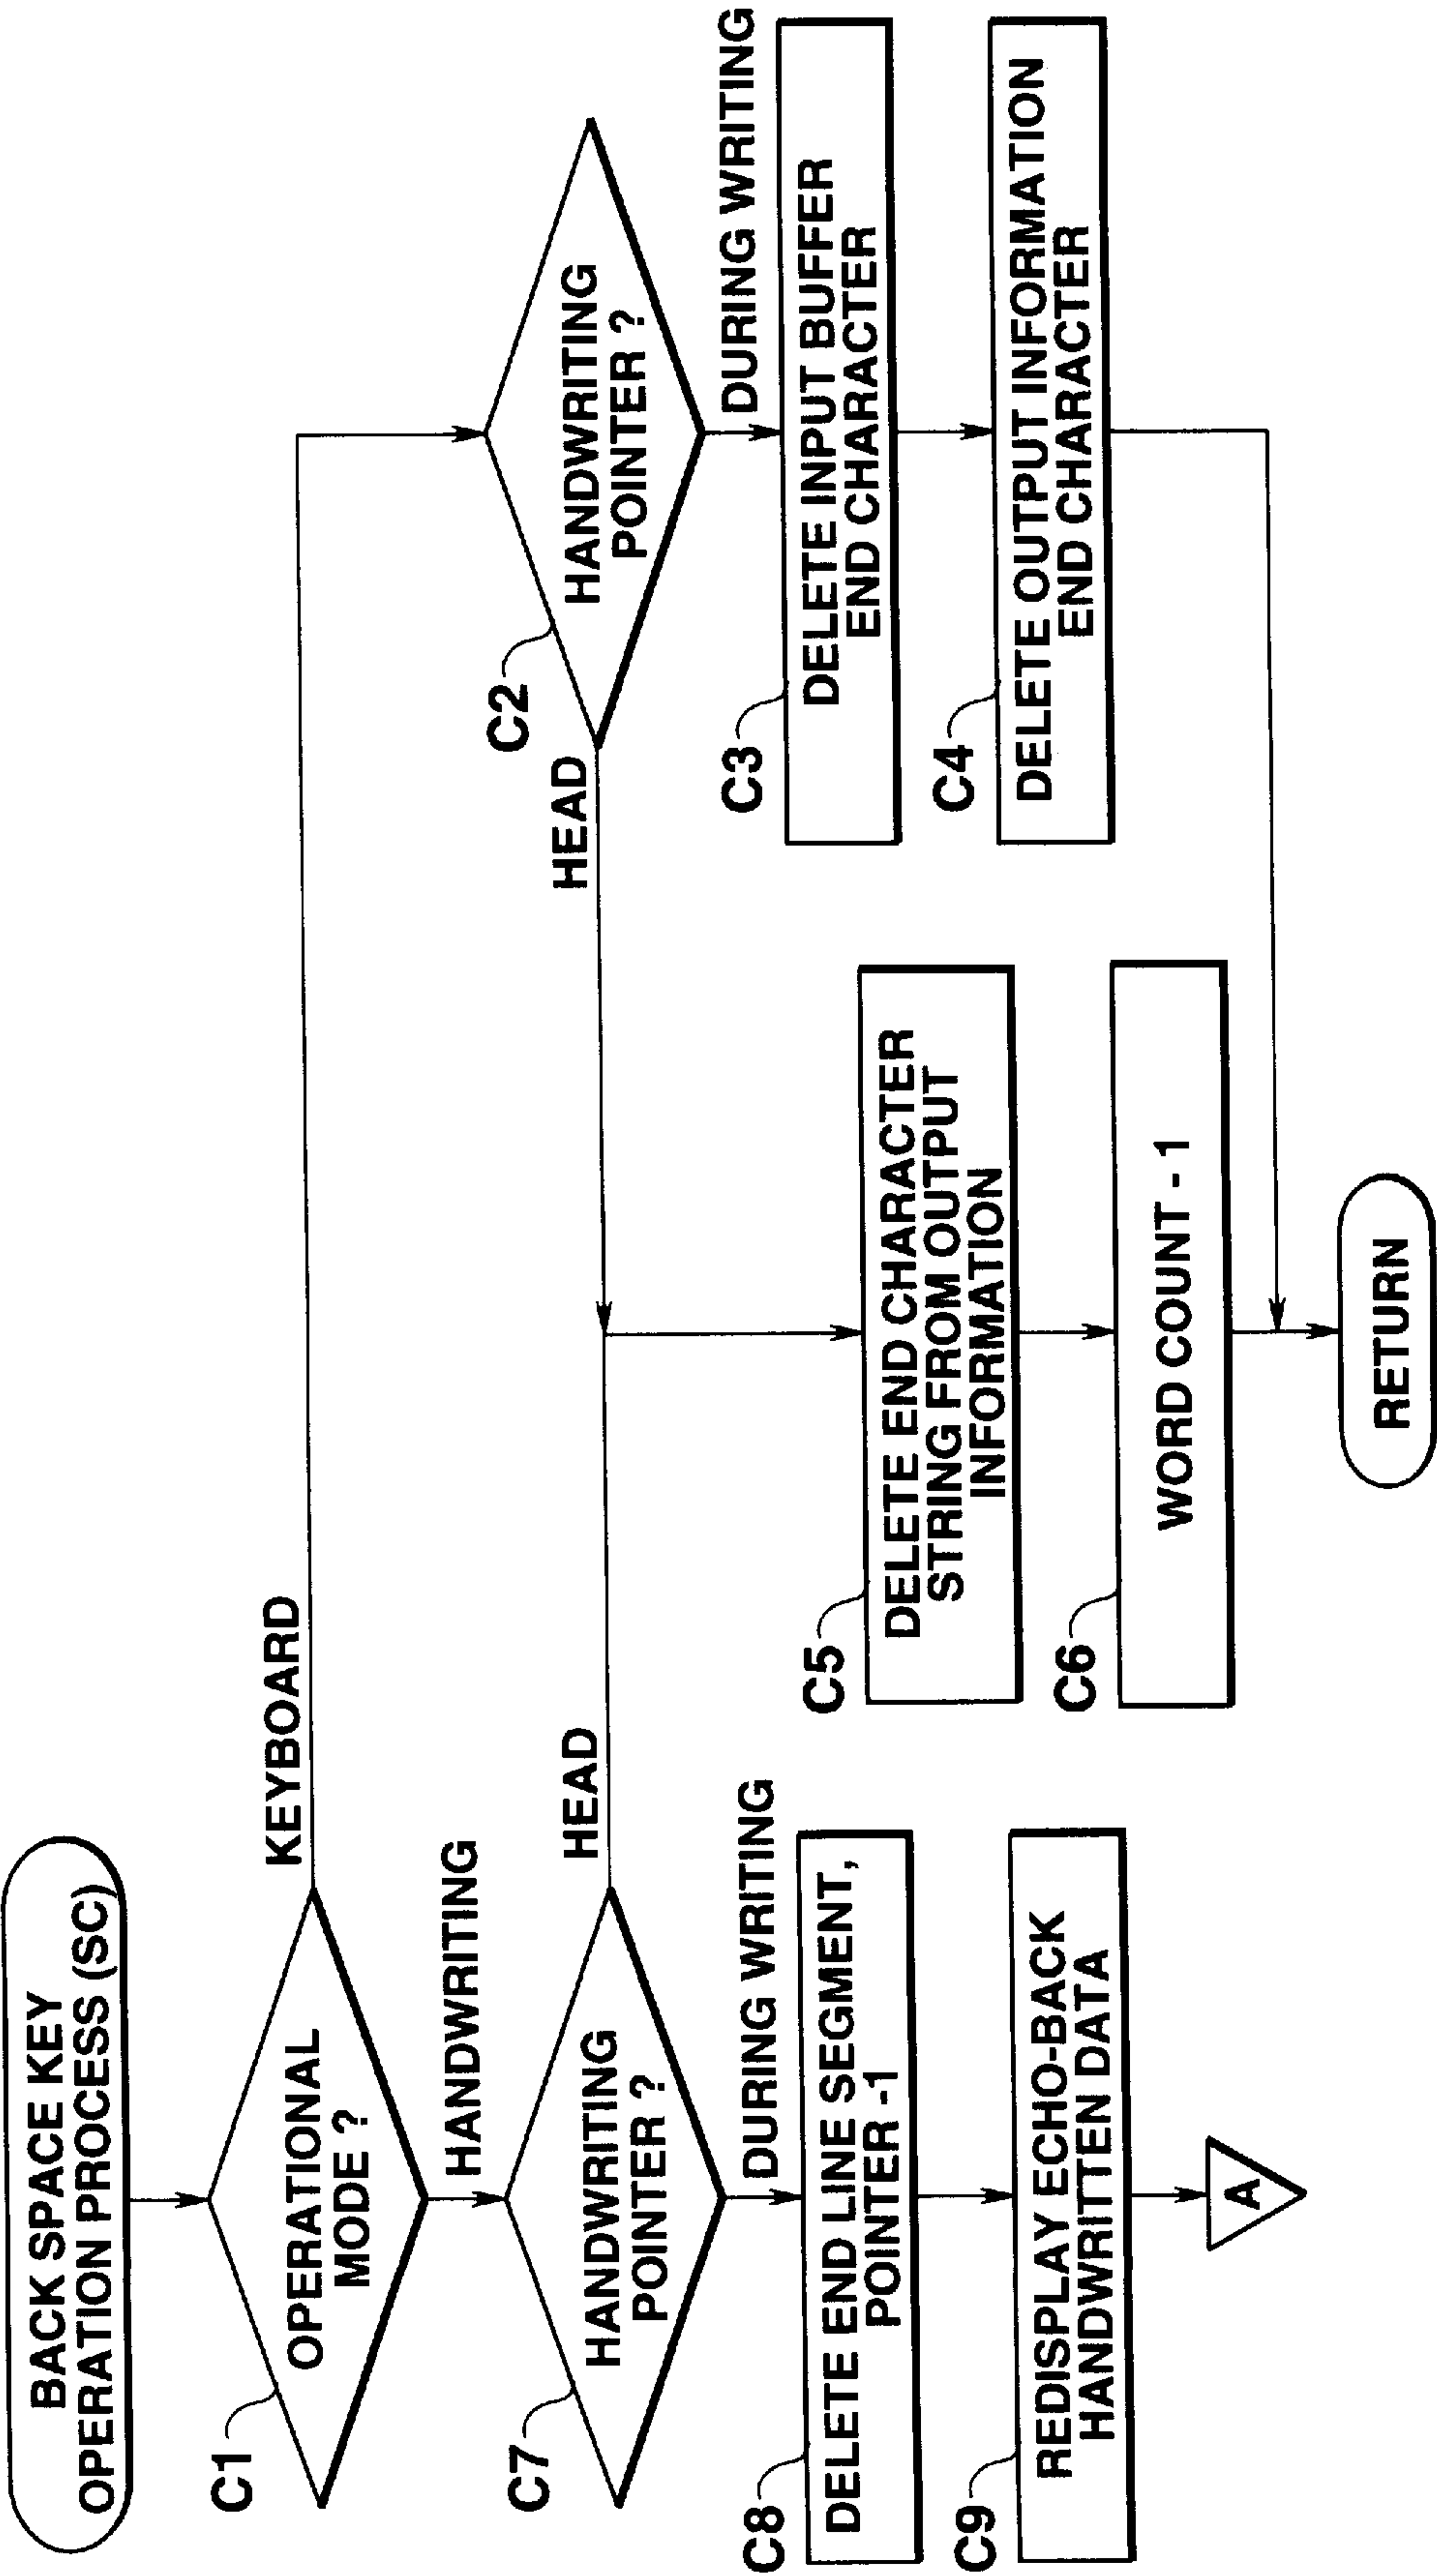 BACK SPACE KEY
OPERATION PROCESS (SC)
C1
OPERATIONAL
MODE ?
KEYBOARD
HANDWRITING
C7
HANDWRITING
POINTER ?
HEAD
DURING WRITING
C8
DELETE END LINE SEGMENT,
POINTER -1
C9
REDISPLAY ECHO-BACK
HANDWRITTEN DATA
A
C5
DELETE END CHARACTER
STRING FROM OUTPUT
INFORMATION
C6
WORD COUNT - 1
RETURN
C2
HANDWRITING
POINTER ?
HEAD
DURING WRITING
C3
DELETE INPUT BUFFER
END CHARACTER
C4
DELETE OUTPUT INFORMATION
END CHARACTER